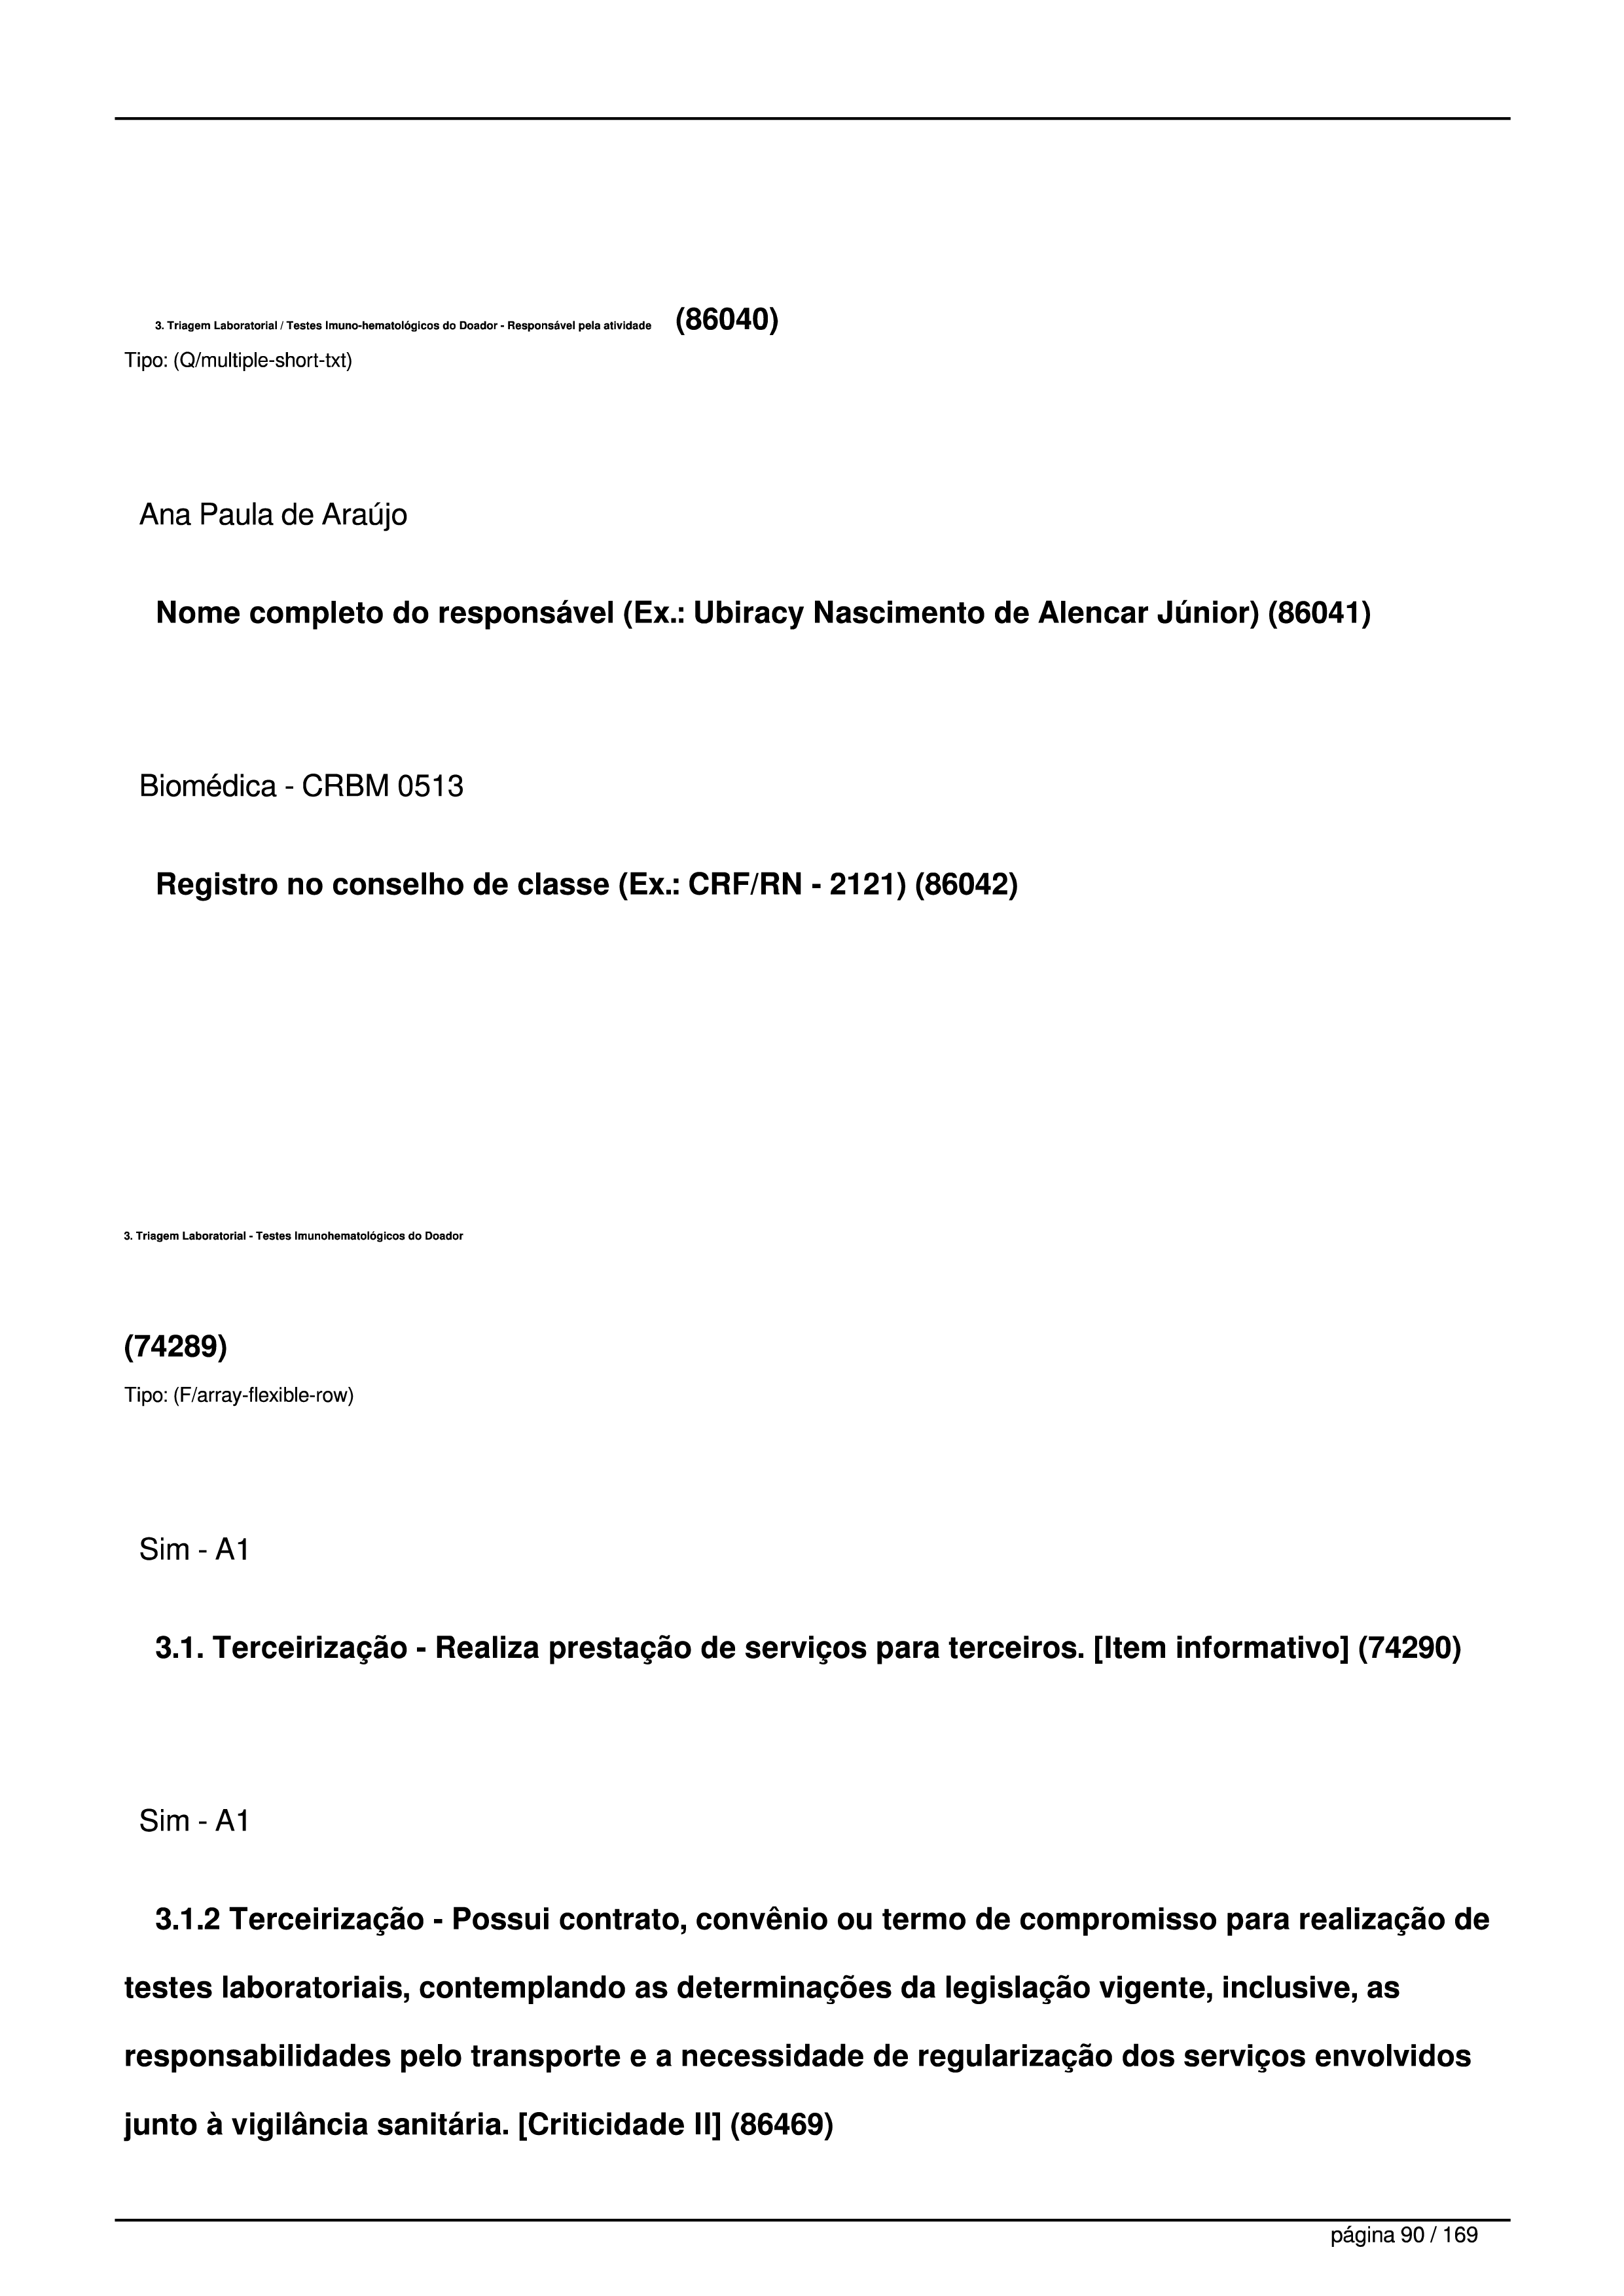 3. Triagem Laboratorial / Testes Imuno-hematológicos do Doador - Responsável pela atividade (86040)
Tipo: (Q/multiple-short-txt)
Ana Paula de Araújo
Nome completo do responsável (Ex.: Ubiracy Nascimento de Alencar Júnior) (86041)
Biomédica - CRBM 0513
Registro no conselho de classe (Ex.: CRF/RN - 2121) (86042)
3. Triagem Laboratorial - Testes Imunohematológicos do Doador
(74289)
Tipo: (F/array-flexible-row)
Sim - A1
3.1. Terceirização - Realiza prestação de serviços para terceiros. [Item informativo] (74290)
Sim - A1
3.1.2 Terceirização - Possui contrato, convênio ou termo de compromisso para realização de
testes laboratoriais, contemplando as determinações da legislação vigente, inclusive, as
responsabilidades pelo transporte e a necessidade de regularização dos serviços envolvidos
junto à vigilância sanitária. [Criticidade II] (86469)
página 90 / 169